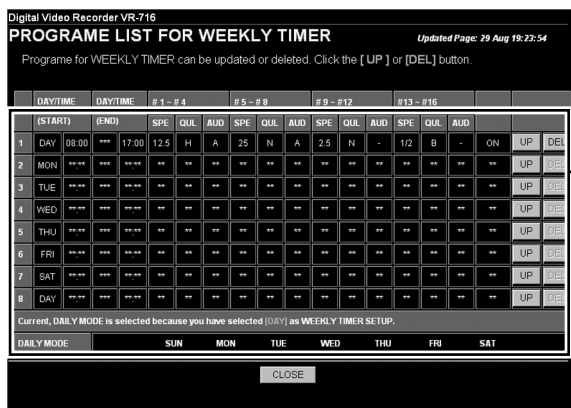 Digital Video Recorder VR-716
PROGRAME LIST FOR WEEKLY TIMER Updated Page: 29 Aug 19:23:54
Programe for WEEKLY TIMER can be updated or deleted. Click the [ UP ] or [DEL] button.
DAY/TIME DAY/TIME # 1 ~ # 4 # 5 ~ # 8 # 9 ~ #12 #13 ~ #16
(START) (END) SPE QUL AUD SPE QUL AUD SPE QUL AUD SPE QUL AUD
1 DAY 08:00 *** 17:00 12.5 H A 25 N A 2.5 N - 1/2 B - ON UP DEL
2 MON **:** *** **:** ** ** ** ** ** ** ** ** ** ** ** ** ** UP DEL
3 TUE **:** *** **:** ** ** ** ** ** ** ** ** ** ** ** ** ** UP DEL
4 WED **:** *** **:** ** ** ** ** ** ** ** ** ** ** ** ** ** UP DEL
5 THU **:** *** **:** ** ** ** ** ** ** ** ** ** ** ** ** ** UP DEL
6 FRI **:** *** **:** ** ** ** ** ** ** ** ** ** ** ** ** ** UP DEL
7 SAT **:** *** **:** ** ** ** ** ** ** ** ** ** ** ** ** ** UP DEL
8 DAY **:** *** **:** ** ** ** ** ** ** ** ** ** ** ** ** ** UP DEL
Current, DAILY MODE is selected because you have selected [DAY] as WEEKLY TIMER SETUP.
DAILY MODE SUN MON TUE WED THU FRI SAT
CLOSE